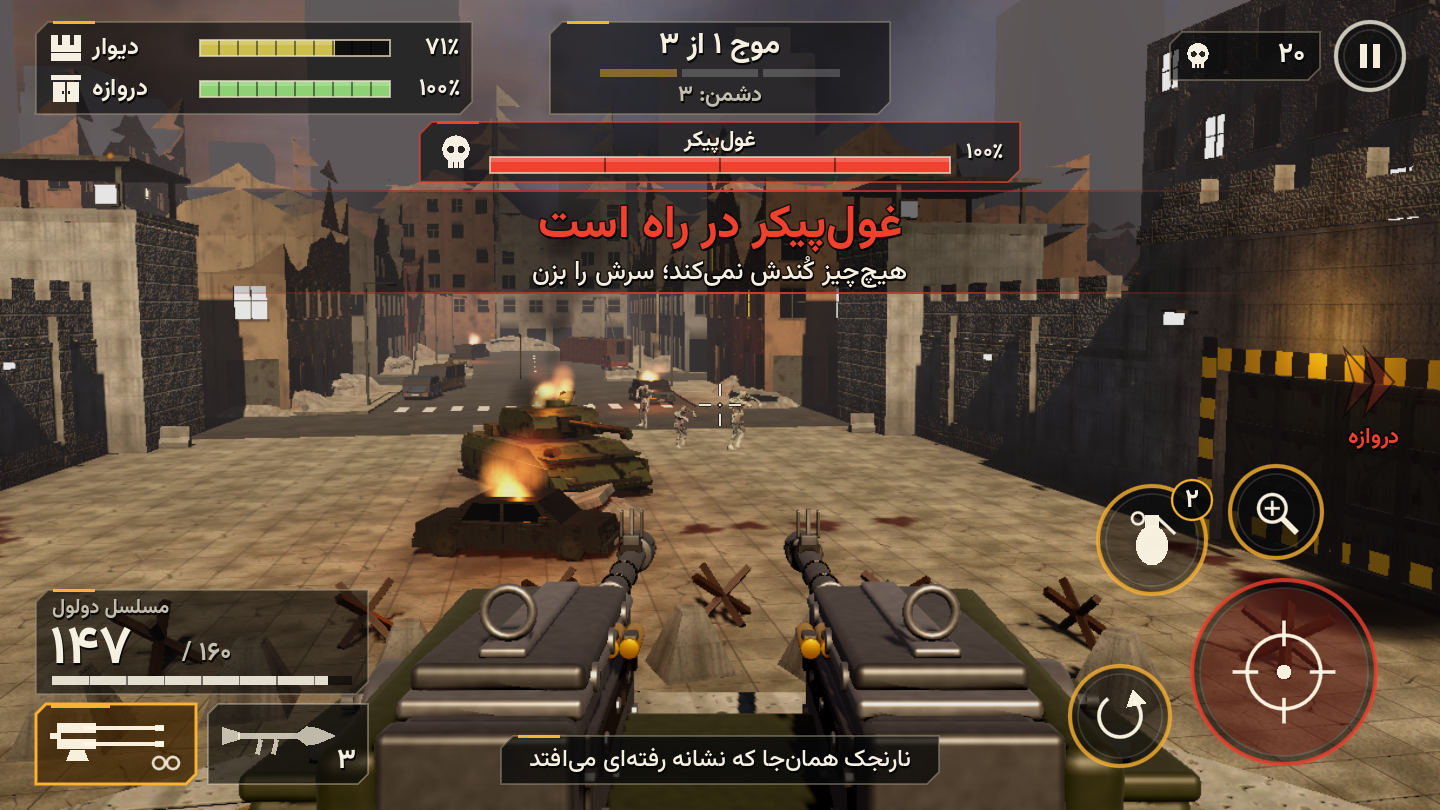 دیوار ۷۱٪
دروازه ۱۰۰٪
موج ۱ از ۳
دشمن: ۳
۲۰
غول‌پیکر
۱۰۰٪
غول‌پیکر در راه است
هیچ‌چیز کُندش نمی‌کند؛ سرش را بزن
دروازه
۲
مسلسل دولول
۱۴۷ / ۱۶۰
∞
۳
نارنجک همان‌جا که نشانه رفته‌ای می‌افتد